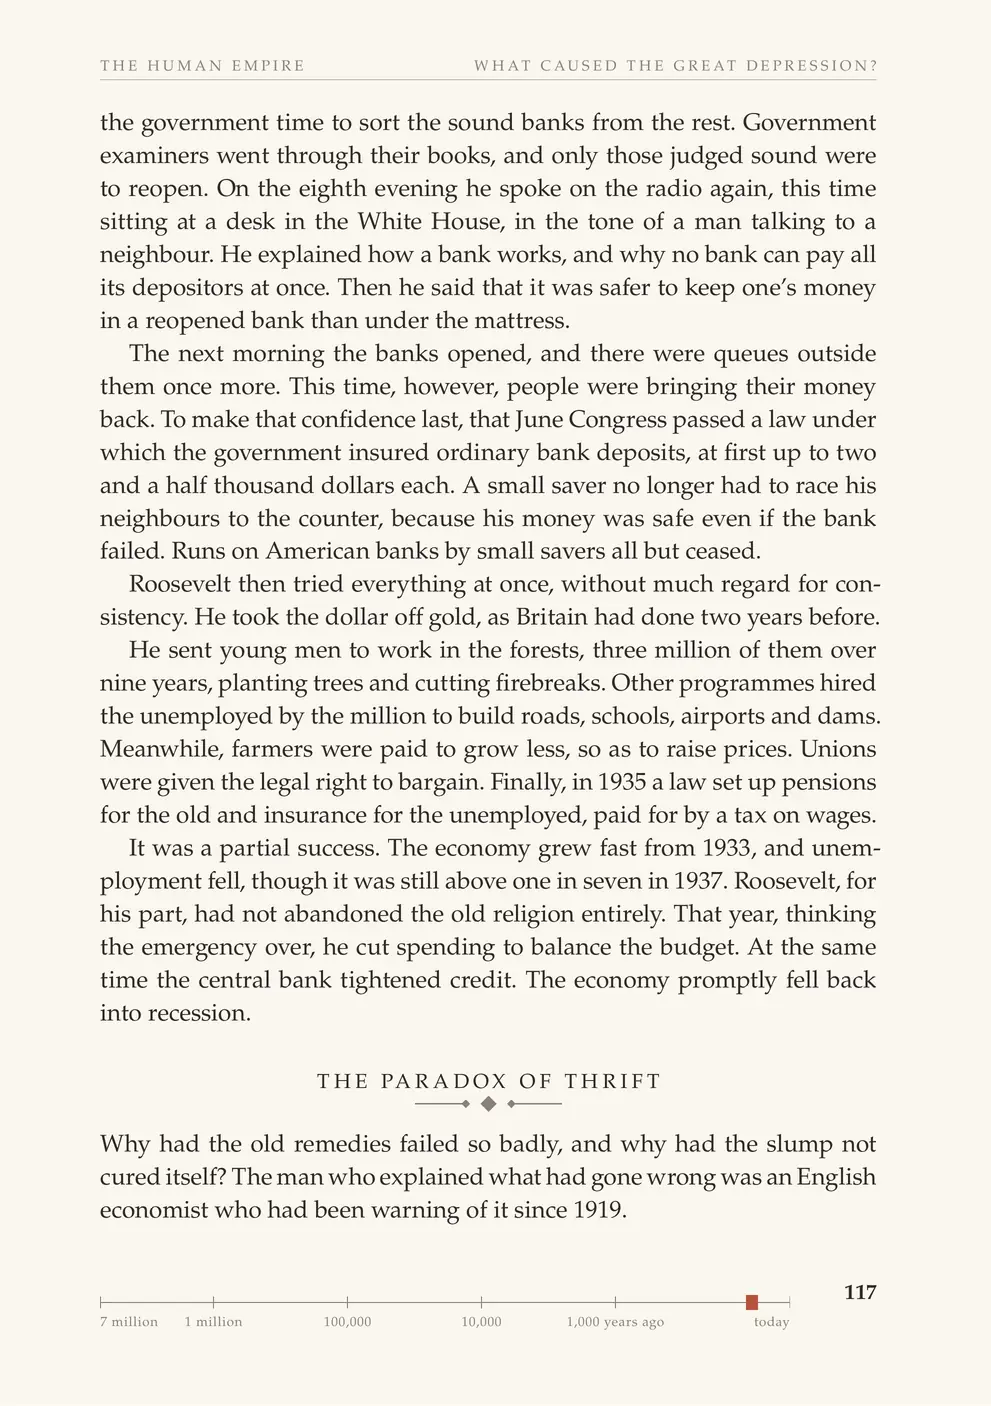 THE HUMAN EMPIRE
WHAT CAUSED THE GREAT DEPRESSION?
the government time to sort the sound banks from the rest. Government
examiners went through their books, and only those judged sound were
to reopen. On the eighth evening he spoke on the radio again, this time
sitting at a desk in the White House, in the tone of a man talking to a
neighbour. He explained how a bank works, and why no bank can pay all
its depositors at once. Then he said that it was safer to keep one’s money
in a reopened bank than under the mattress.
The next morning the banks opened, and there were queues outside
them once more. This time, however, people were bringing their money
back. To make that confidence last, that June Congress passed a law under
which the government insured ordinary bank deposits, at first up to two
and a half thousand dollars each. A small saver no longer had to race his
neighbours to the counter, because his money was safe even if the bank
failed. Runs on American banks by small savers all but ceased.
Roosevelt then tried everything at once, without much regard for con-
sistency. He took the dollar off gold, as Britain had done two years before.
He sent young men to work in the forests, three million of them over
nine years, planting trees and cutting firebreaks. Other programmes hired
the unemployed by the million to build roads, schools, airports and dams.
Meanwhile, farmers were paid to grow less, so as to raise prices. Unions
were given the legal right to bargain. Finally, in 1935 a law set up pensions
for the old and insurance for the unemployed, paid for by a tax on wages.
It was a partial success. The economy grew fast from 1933, and unem-
ployment fell, though it was still above one in seven in 1937. Roosevelt, for
his part, had not abandoned the old religion entirely. That year, thinking
the emergency over, he cut spending to balance the budget. At the same
time the central bank tightened credit. The economy promptly fell back
into recession.
THE PARADOX OF THRIFT
Why had the old remedies failed so badly, and why had the slump not
cured itself? The man who explained what had gone wrong was an English
economist who had been warning of it since 1919.
117
7 million
1 million
100,000
10,000
1,000 years ago
today